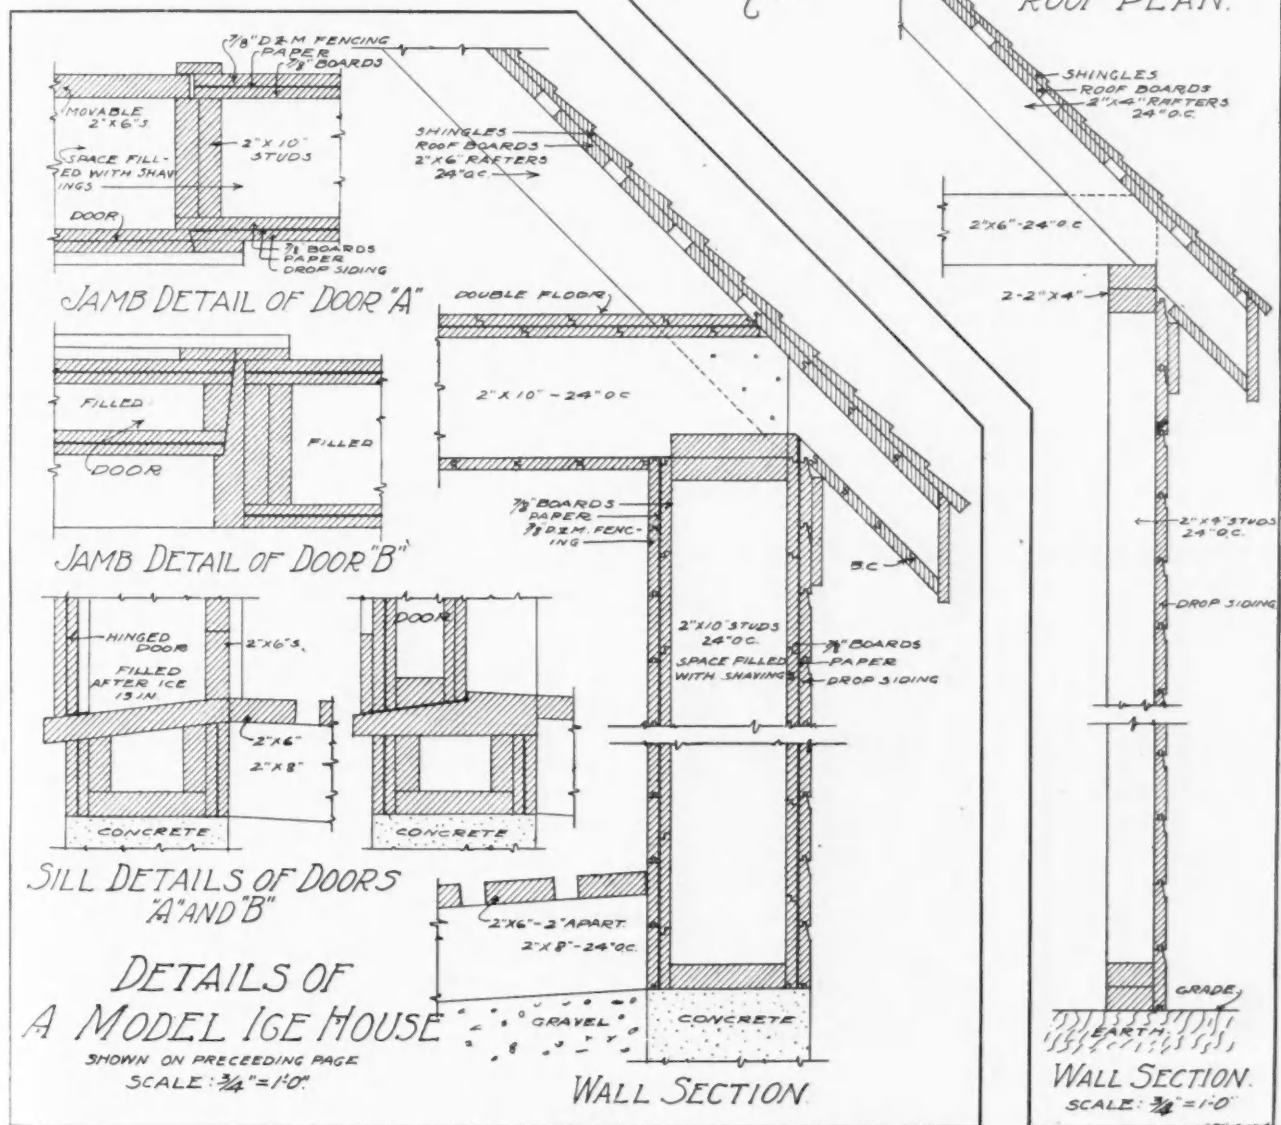 7/8" D&M. FENCING
PAPER
7/8" BOARDS
MOVABLE
2"X6"S.
SPACE FILL-
ED WITH SHAV
INGS
2"X10"
STUDS
DOOR
7/8 BOARDS
PAPER
DROP SIDING
JAMB DETAIL OF DOOR "A"
FILLED
DOOR
FILLED
JAMB DETAIL OF DOOR "B"
HINGED
DOOR
FILLED
AFTER ICE
IS IN
2"X6"S.
2"X6"
2"X8"
CONCRETE
DOOR
CONCRETE
SILL DETAILS OF DOORS
"A" AND "B"
DETAILS OF
A MODEL ICE HOUSE
SHOWN ON PRECEEDING PAGE
SCALE: 3/4" = 1'-0"
SHINGLES
ROOF BOARDS
2"X6" RAFTERS
24" O.C.
DOUBLE FLOOR
2"X10" - 24" O.C
7/8" BOARDS
PAPER
7/8 D&M. FENC-
ING
B.C
2"X10" STUDS
24" O.C.
SPACE FILLED
WITH SHAVING
7/8" BOARDS
PAPER
DROP SIDING
2"X6" - 2" APART.
2"X8" - 24" O.C.
GRAVEL
CONCRETE
WALL SECTION.
ROOF PLAN.
SHINGLES
ROOF BOARDS
2"X4" RAFTERS
24" O.C.
2"X6" - 24" O.C
2-2"X4"
2"X4" STUDS
24" O.C.
DROP SIDING
GRADE
EARTH
WALL SECTION.
SCALE: 3/4" = 1'-0"